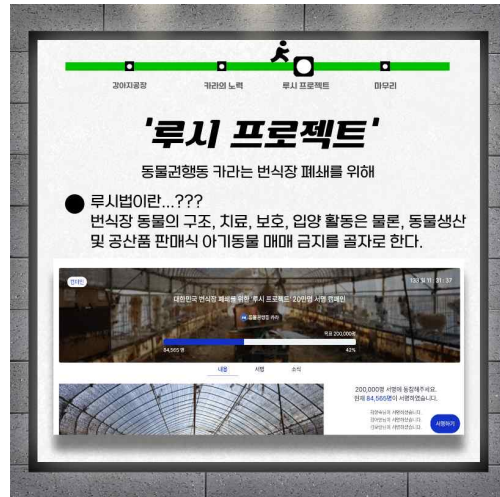 강아지공장
카라의 노력
루시 프로젝트
마무리
'루시 프로젝트'
동물권행동 카라는 번식장 폐쇄를 위해
루시법이란...???
번식장 동물의 구조, 치료, 보호, 입양 활동은 물론, 동물생산
및 공산품 판매식 아기동물 매매 금지를 골자로 한다.
캠페인
대한민국 번식장 폐쇄를 위한 '루시 프로젝트' 20만명 서명 캠페인
동물권행동 카라
목표 200,000명
84,565 명
42%
내용
서명
소식
200,000명 서명에 동참해주세요.
현재 84,565명이 서명하였습니다.
서명하기